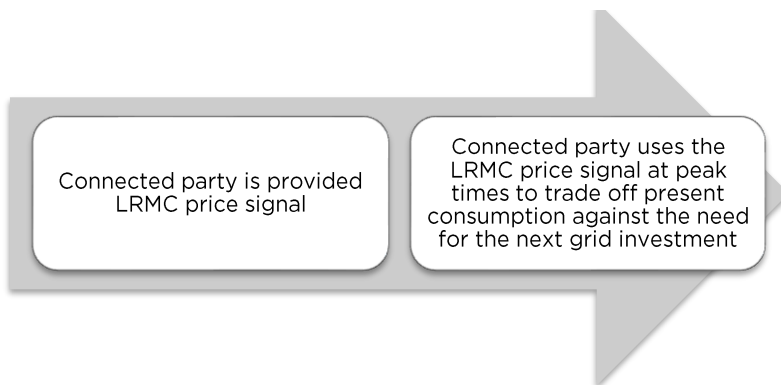 Connected party is provided
LRMC price signal
Connected party uses the
LRMC price signal at peak
times to trade off present
consumption against the need
for the next grid investment